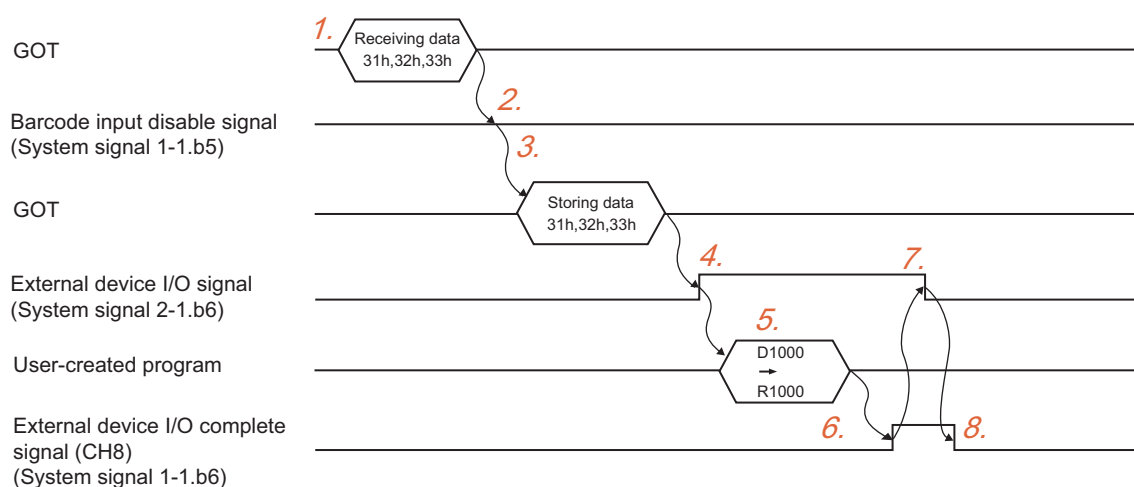 1.
Receiving data
31h,32h,33h
GOT
2.
Barcode input disable signal
(System signal 1-1.b5)
3.
Storing data
31h,32h,33h
GOT
4.
7.
External device I/O signal
(System signal 2-1.b6)
5.
D1000
→
R1000
User-created program
External device I/O complete
signal (CH8)
(System signal 1-1.b6)
6.
8.